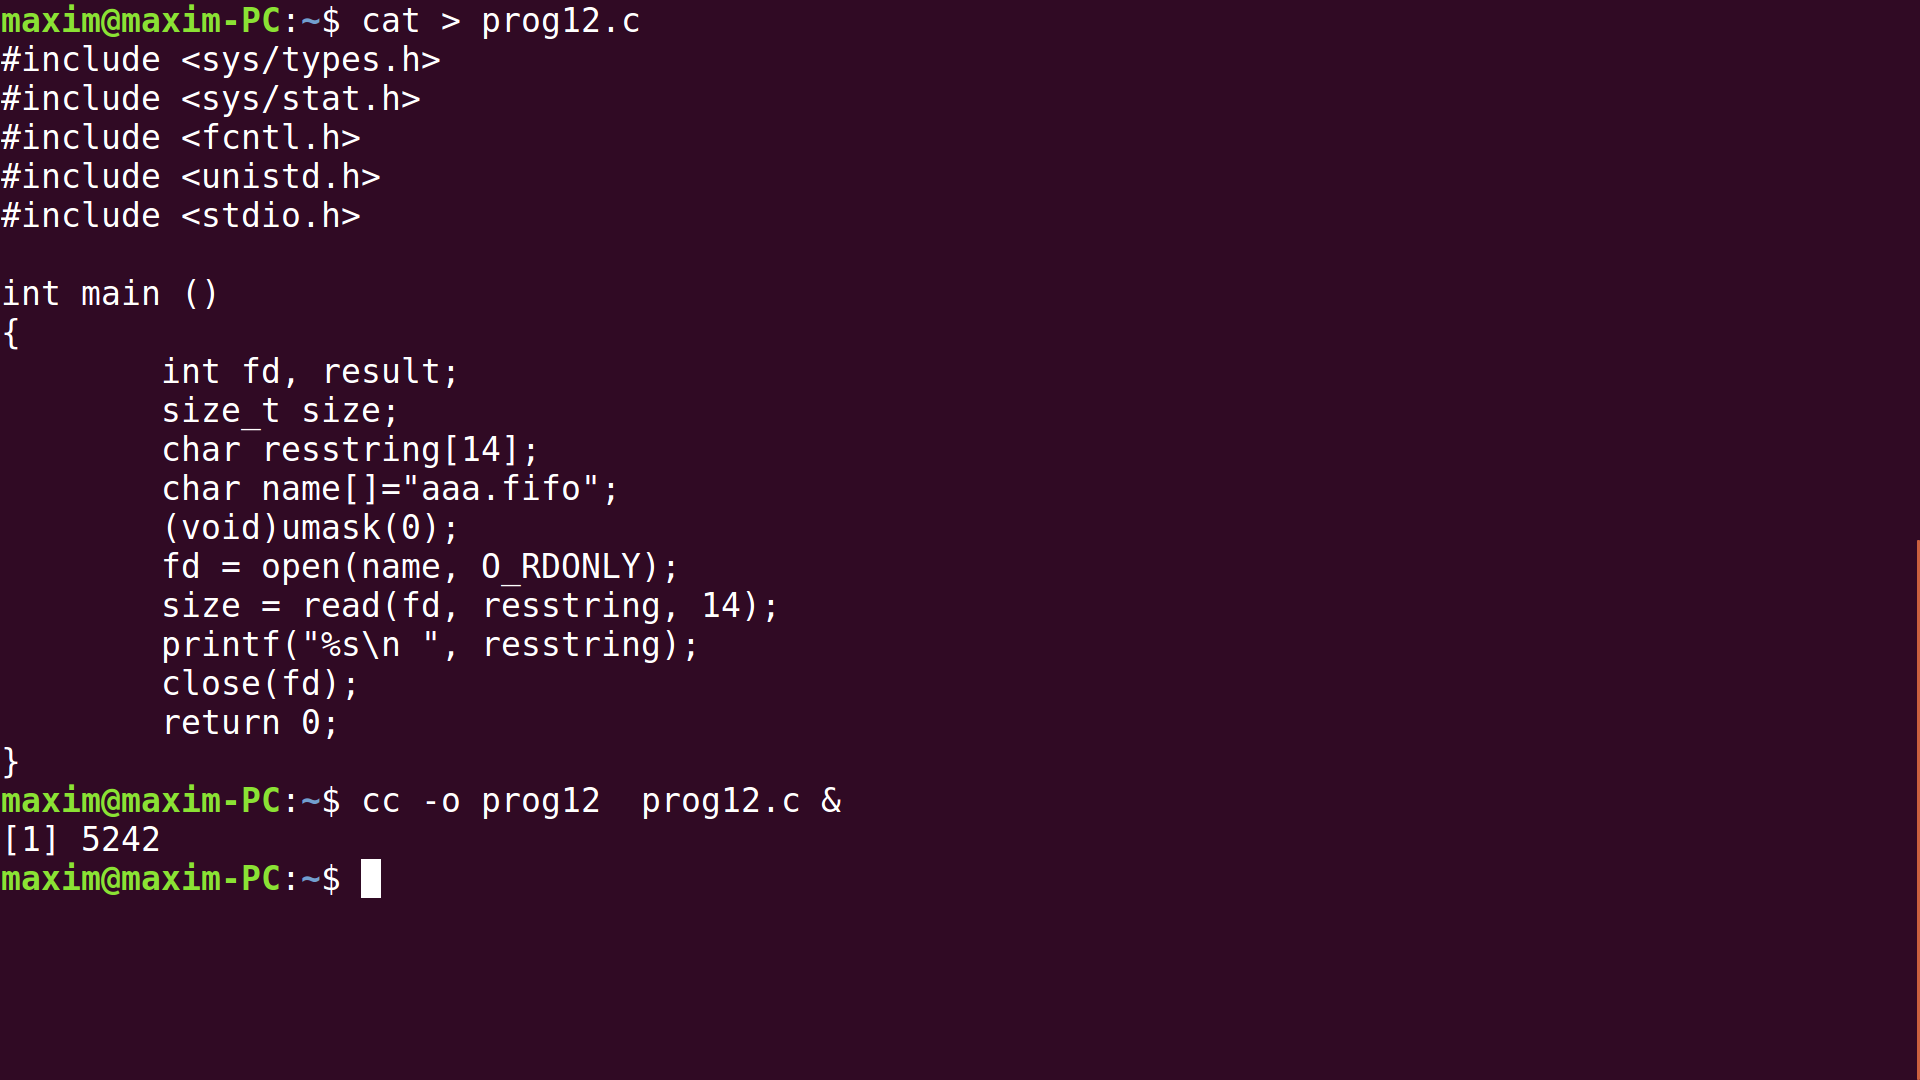 maxim@maxim-PC:~$ cat > prog12.c
#include <sys/types.h>
#include <sys/stat.h>
#include <fcntl.h>
#include <unistd.h>
#include <stdio.h>

int main ()
{
        int fd, result;
        size_t size;
        char resstring[14];
        char name[]="aaa.fifo";
        (void)umask(0);
        fd = open(name, O_RDONLY);
        size = read(fd, resstring, 14);
        printf("%s\n ", resstring);
        close(fd);
        return 0;
}
maxim@maxim-PC:~$ cc -o prog12  prog12.c &
[1] 5242
maxim@maxim-PC:~$